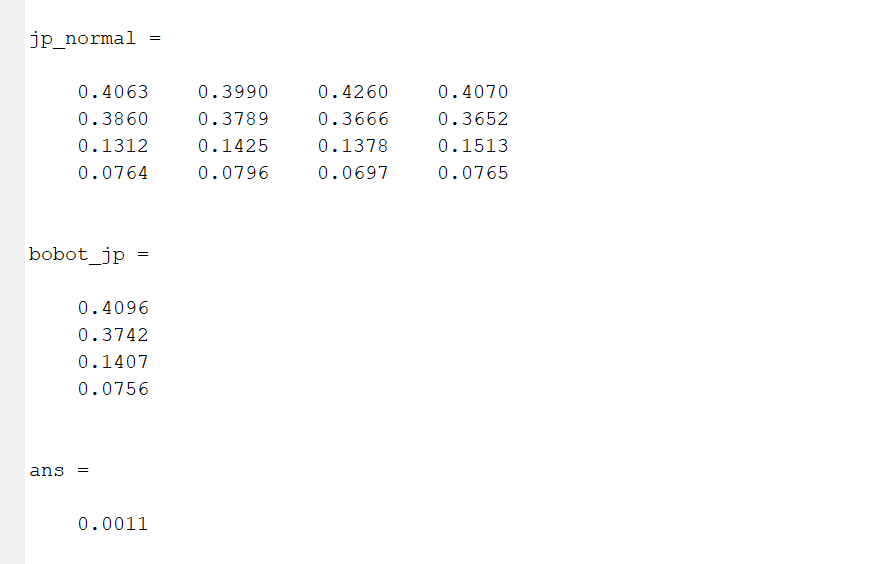 jp_normal =
0.4063 0.3990 0.4260 0.4070
0.3860 0.3789 0.3666 0.3652
0.1312 0.1425 0.1378 0.1513
0.0764 0.0796 0.0697 0.0765
bobot_jp =
0.4096
0.3742
0.1407
0.0756
ans =
0.0011